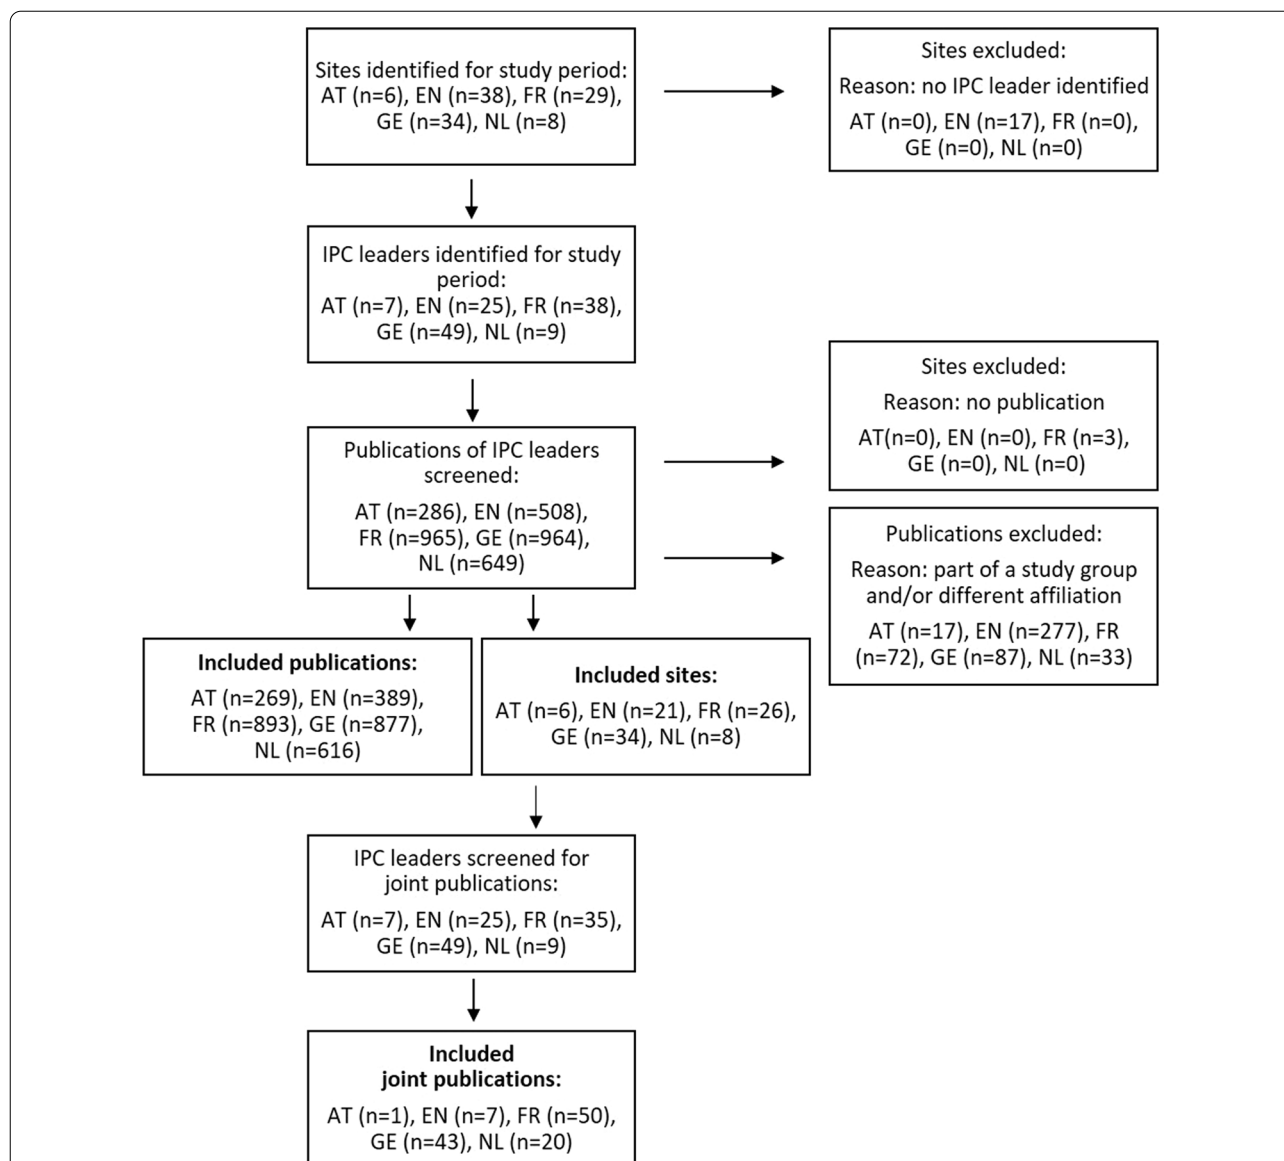 Sites identified for study period:
AT (n=6), EN (n=38), FR (n=29),
GE (n=34), NL (n=8)
Sites excluded:
Reason: no IPC leader identified
AT (n=0), EN (n=17), FR (n=0),
GE (n=0), NL (n=0)
IPC leaders identified for study
period:
AT (n=7), EN (n=25), FR (n=38),
GE (n=49), NL (n=9)
Sites excluded:
Reason: no publication
AT(n=0), EN (n=0), FR (n=3),
GE (n=0), NL (n=0)
Publications of IPC leaders
screened:
AT (n=286), EN (n=508),
FR (n=965), GE (n=964),
NL (n=649)
Publications excluded:
Reason: part of a study group
and/or different affiliation
AT (n=17), EN (n=277), FR
(n=72), GE (n=87), NL (n=33)
Included publications:
AT (n=269), EN (n=389),
FR (n=893), GE (n=877),
NL (n=616)
Included sites:
AT (n=6), EN (n=21), FR (n=26),
GE (n=34), NL (n=8)
IPC leaders screened for
joint publications:
AT (n=7), EN (n=25), FR (n=35),
GE (n=49), NL (n=9)
Included
joint publications:
AT (n=1), EN (n=7), FR (n=50),
GE (n=43), NL (n=20)